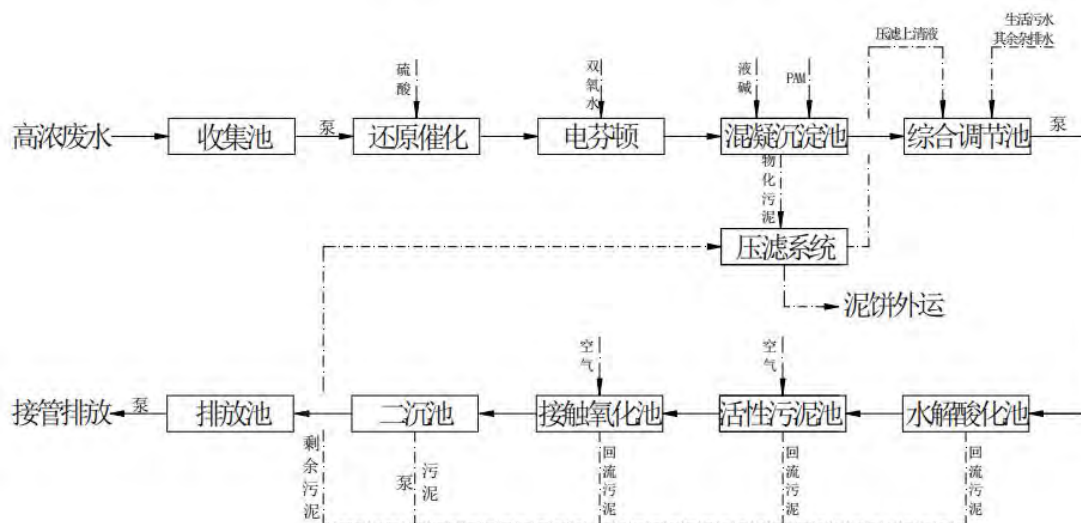 生活污水
其余杂排水
压滤上清液
硫酸
双氧水
液碱
PAM
高浓废水
收集池
泵
还原催化
电芬顿
混凝沉淀池
综合调节池
泵
物化污泥
压滤系统
泥饼外运
空气
空气
接管排放
泵
排放池
二沉池
接触氧化池
活性污泥池
水解酸化池
剩余污泥
泵
污泥
回流污泥
回流污泥
回流污泥